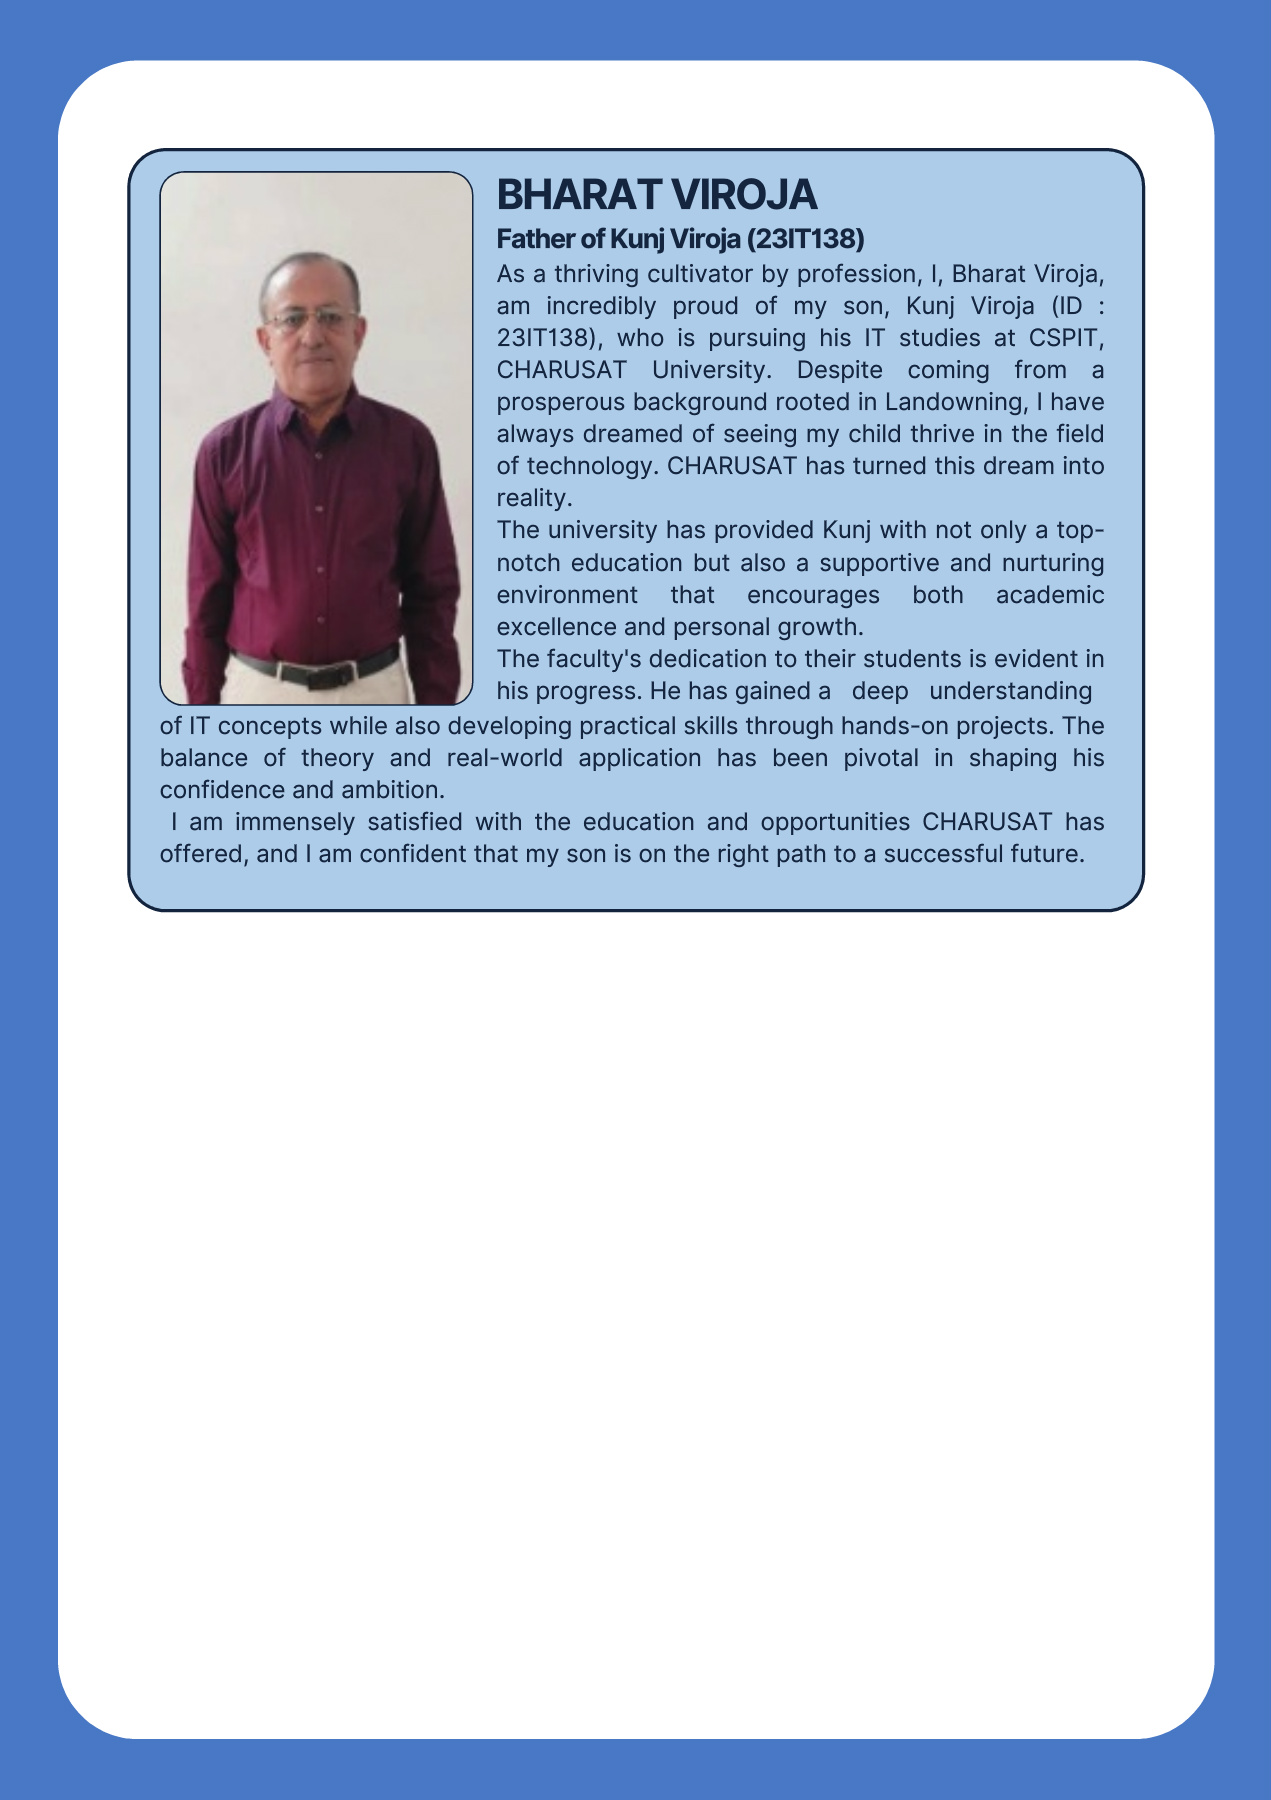 BHARAT VIROJA
Father of Kunj Viroja (23IT138)
As a thriving cultivator by profession, I, Bharat Viroja,
am incredibly proud of my son, Kunj Viroja (ID :
23IT138), who is pursuing his IT studies at CSPIT,
CHARUSAT University. Despite coming from a
prosperous background rooted in Landowning, I have
always dreamed of seeing my child thrive in the field
of technology. CHARUSAT has turned this dream into
reality.
The university has provided Kunj with not only a top-
notch education but also a supportive and nurturing
environment that encourages both academic
excellence and personal growth.
The faculty's dedication to their students is evident in
his progress. He has gained a deep understanding
of IT concepts while also developing practical skills through hands-on projects. The
balance of theory and real-world application has been pivotal in shaping his
confidence and ambition.
I am immensely satisfied with the education and opportunities CHARUSAT has
offered, and I am confident that my son is on the right path to a successful future.